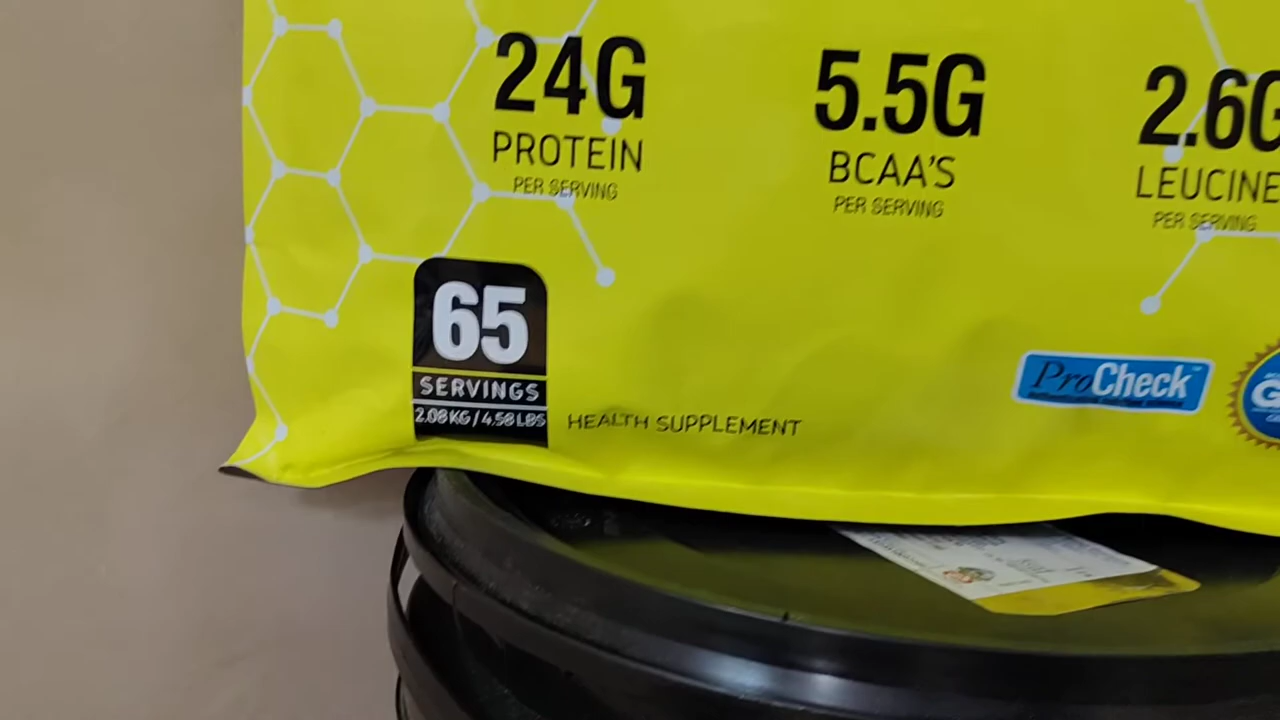 24G
PROTEIN
PER SERVING
5.5G
BCAA'S
PER SERVING
2.6G
LEUCINE
PER SERVING
65
SERVINGS
2.08KG/4.58LBS
HEALTH SUPPLEMENT
ProCheck
G